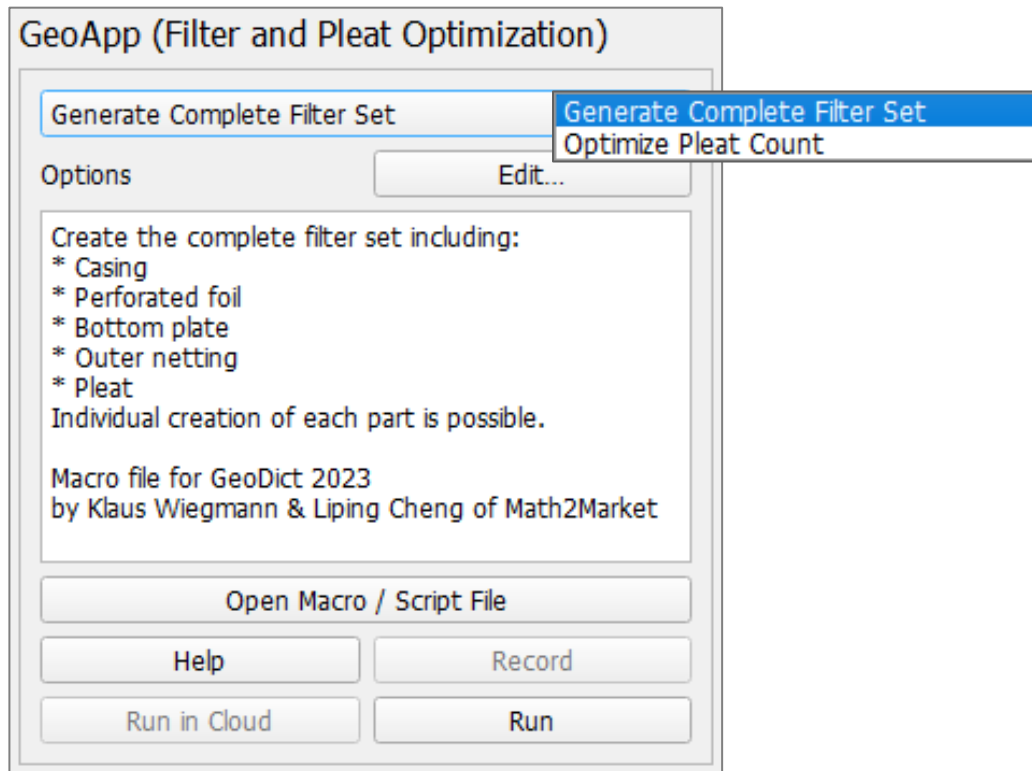 GeoApp (Filter and Pleat Optimization)
Generate Complete Filter Set
Generate Complete Filter Set
Optimize Pleat Count
Options
Edit...
Create the complete filter set including:
* Casing
* Perforated foil
* Bottom plate
* Outer netting
* Pleat
Individual creation of each part is possible.
Macro file for GeoDict 2023
by Klaus Wiegmann & Liping Cheng of Math2Market
Open Macro / Script File
Help
Record
Run in Cloud
Run